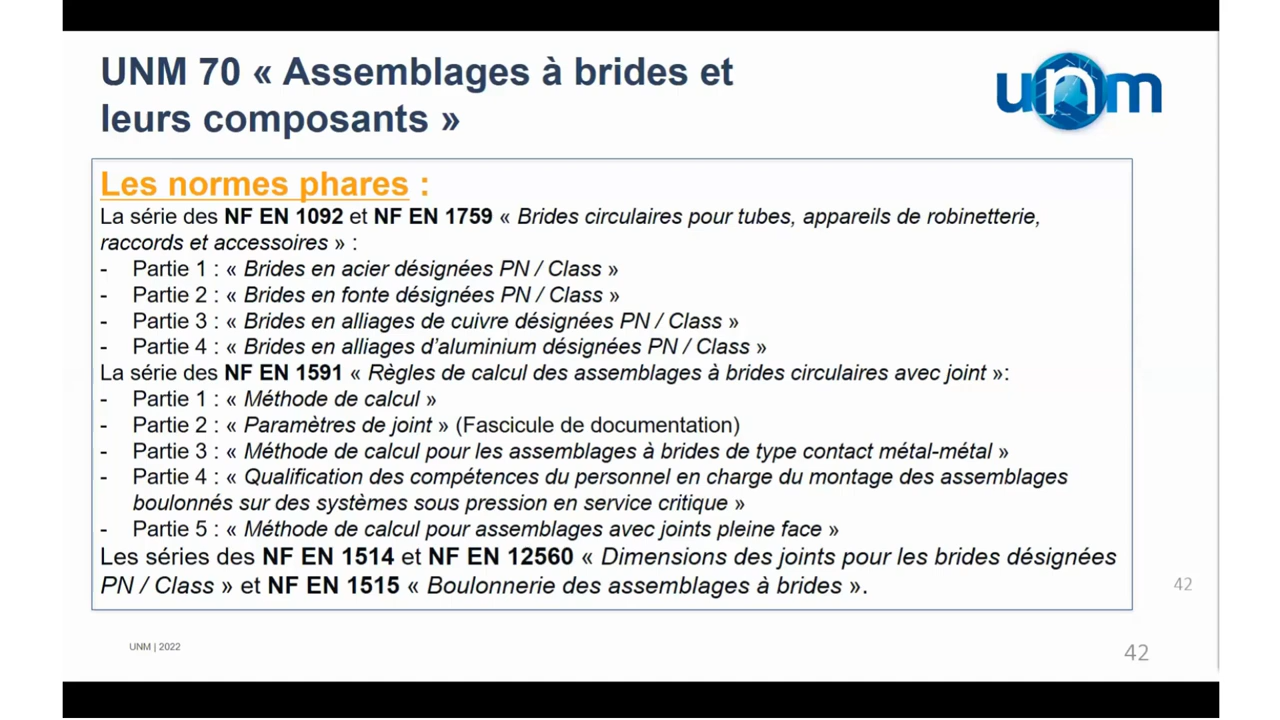 UNM 70 « Assemblages à brides et
leurs composants »
unm
Les normes phares :
La série des NF EN 1092 et NF EN 1759 « Brides circulaires pour tubes, appareils de robinetterie,
raccords et accessoires » :
- Partie 1 : « Brides en acier désignées PN / Class »
- Partie 2 : « Brides en fonte désignées PN / Class »
- Partie 3 : « Brides en alliages de cuivre désignées PN / Class »
- Partie 4 : « Brides en alliages d’aluminium désignées PN / Class »
La série des NF EN 1591 « Règles de calcul des assemblages à brides circulaires avec joint »:
- Partie 1 : « Méthode de calcul »
- Partie 2 : « Paramètres de joint » (Fascicule de documentation)
- Partie 3 : « Méthode de calcul pour les assemblages à brides de type contact métal-métal »
- Partie 4 : « Qualification des compétences du personnel en charge du montage des assemblages
boulonnés sur des systèmes sous pression en service critique »
- Partie 5 : « Méthode de calcul pour assemblages avec joints pleine face »
Les séries des NF EN 1514 et NF EN 12560 « Dimensions des joints pour les brides désignées
PN / Class » et NF EN 1515 « Boulonnerie des assemblages à brides ».
42
UNM | 2022
42